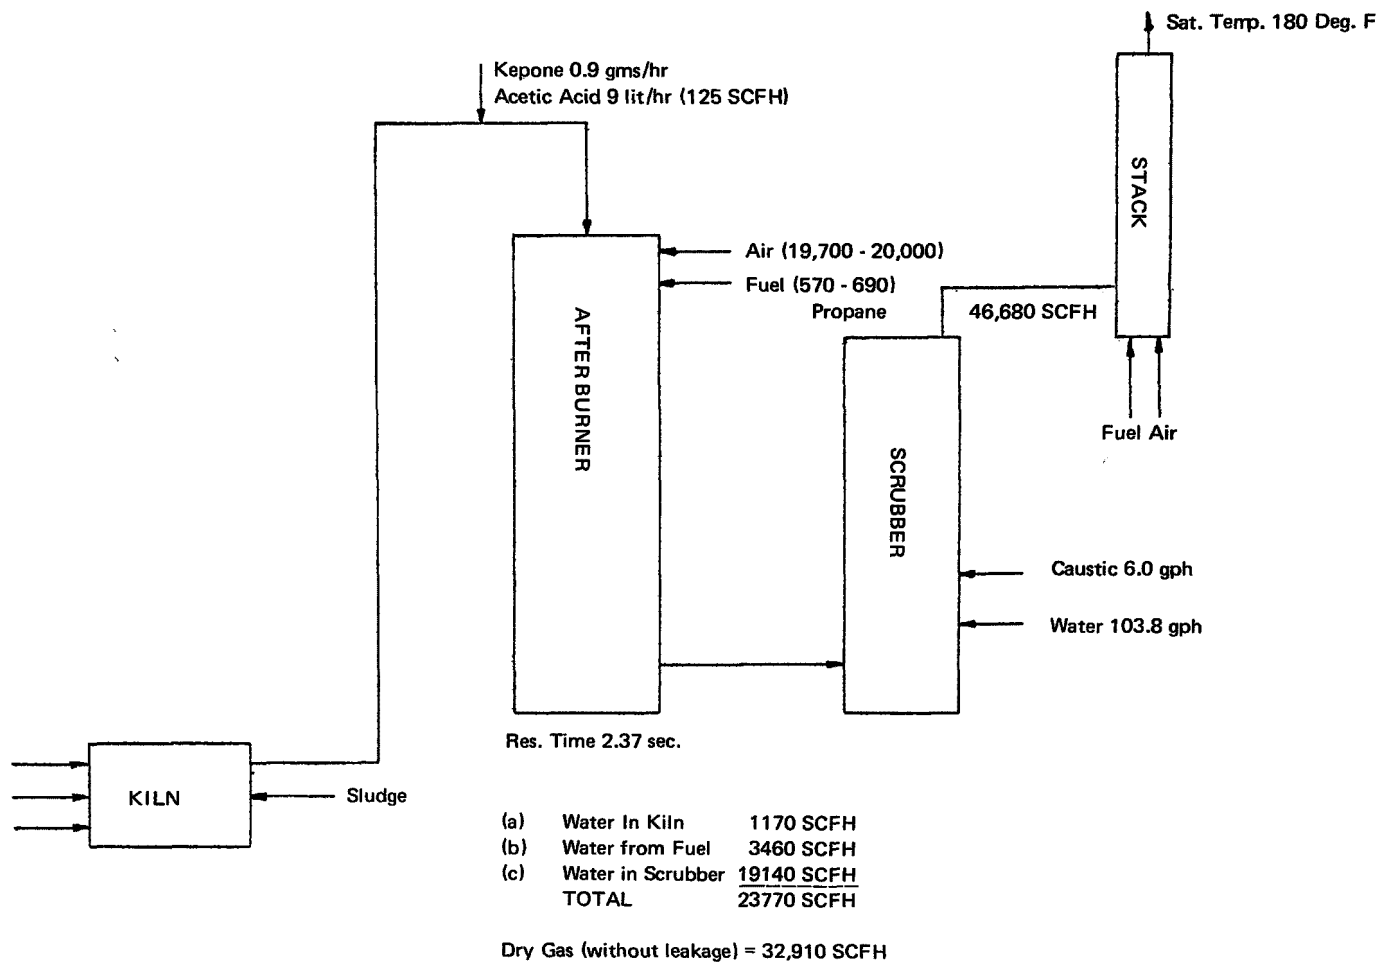 Sat. Temp. 180 Deg. F
Kepone 0.9 gms/hr
Acetic Acid 9 lit/hr (125 SCFH)
STACK
Air (19,700 - 20,000)
Fuel (570 - 690)
Propane
46,680 SCFH
AFTERBURNER
Fuel Air
SCRUBBER
Caustic 6.0 gph
Water 103.8 gph
Res. Time 2.37 sec.
KILN
Sludge
(a) Water In Kiln 1170 SCFH
(b) Water from Fuel 3460 SCFH
(c) Water in Scrubber 19140 SCFH
TOTAL 23770 SCFH
Dry Gas (without leakage) = 32,910 SCFH